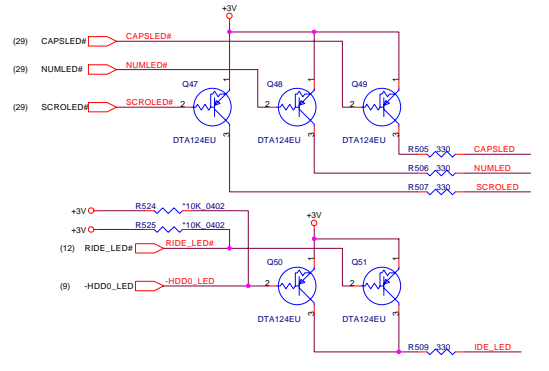 +3V
(29) CAPSLED# CAPSLED#
(29) NUMLED# NUMLED#
Q47 Q48 Q49
1 1 1
(29) SCROLED# SCROLED# 2 2 2
3 3 3
DTA124EU DTA124EU DTA124EU
R505 330 CAPSLED
R506 330 NUMLED
R507 330 SCROLED
+3V R524 *10K_0402
+3V R525 *10K_0402
+3V
(12) RIDE_LED# RIDE_LED#
Q50 Q51
1 1
(9) -HDD0_LED -HDD0_LED 2 2
3 3
DTA124EU DTA124EU
R509 330 IDE_LED